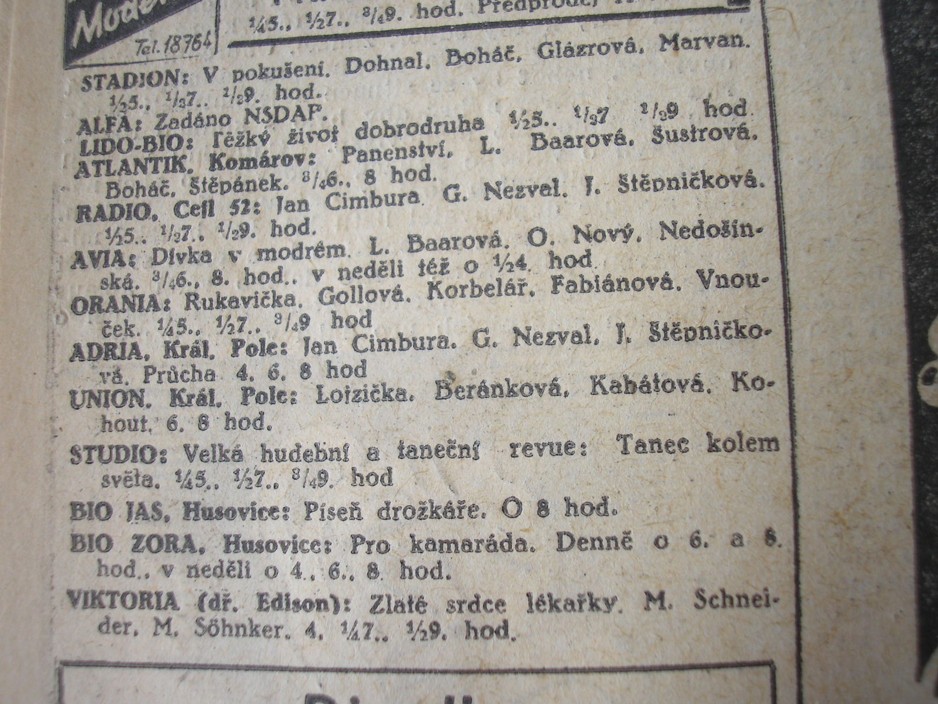 Moder
Tel. 18764
¼5., ½7., ¾9. hod. Předprodej
STADION: V pokušení. Dohnal, Boháč, Glázrová, Marvan.
½5., ½7., ½9. hod.
ALFA: Zadáno NSDAP.
LIDO-BIO: Těžký život dobrodruha ½5., ½7 ½9 hod.
ATLANTIK, Komárov: Panenství, L. Baarová, Šustrová,
Boháč, Štěpánek. ¾6., 8 hod.
RADIO, Cejl 52: Jan Cimbura G. Nezval, J. Štěpničková.
½5., ½7., ½9. hod.
AVIA: Dívka v modrém. L. Baarová, O. Nový, Nedošín-
ská. ¾6., 8. hod., v neděli též o ½4. hod
ORANIA: Rukavička. Gollová, Korbelář, Fabiánová, Vnou-
ček. ¼5., ½7., ¾9 hod
ADRIA, Král. Pole: Jan Cimbura. G. Nezval, J. Štěpničko-
vá, Průcha 4, 6, 8 hod
UNION, Král. Pole: Lojzička. Beránková, Kabátová, Ko-
hout. 6, 8 hod.
STUDIO: Velká hudební a taneční revue: Tanec kolem
světa. ¼5., ½7., ¾9. hod
BIO JAS, Husovice: Píseň drožkáře. O 8 hod.
BIO ZORA, Husovice: Pro kamaráda. Denně o 6. a 8.
hod., v neděli o 4., 6., 8. hod.
VIKTORIA (dř. Edison): Zlaté srdce lékařky. M. Schnei-
der, M. Söhnker. 4, ¼7., ½9. hod.